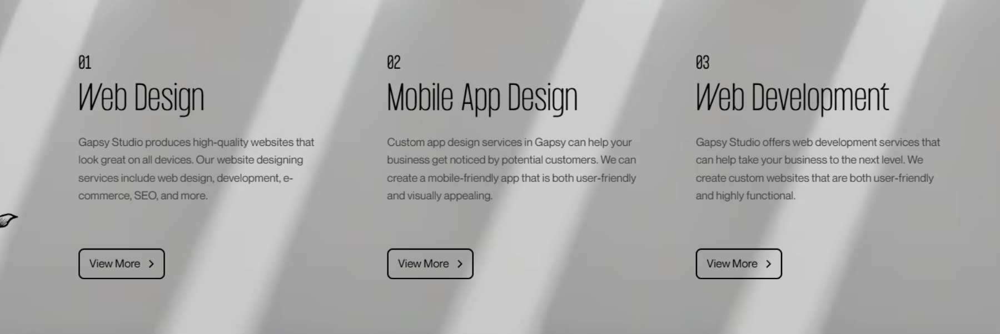 01
Web Design
Gapsy Studio produces high-quality websites that
look great on all devices. Our website designing
services include web design, development, e-
commerce, SEO, and more.
View More
02
Mobile App Design
Custom app design services in Gapsy can help your
business get noticed by potential customers. We can
create a mobile-friendly app that is both user-friendly
and visually appealing.
View More
03
Web Development
Gapsy Studio offers web development services that
can help take your business to the next level. We
create custom websites that are both user-friendly
and highly functional.
View More